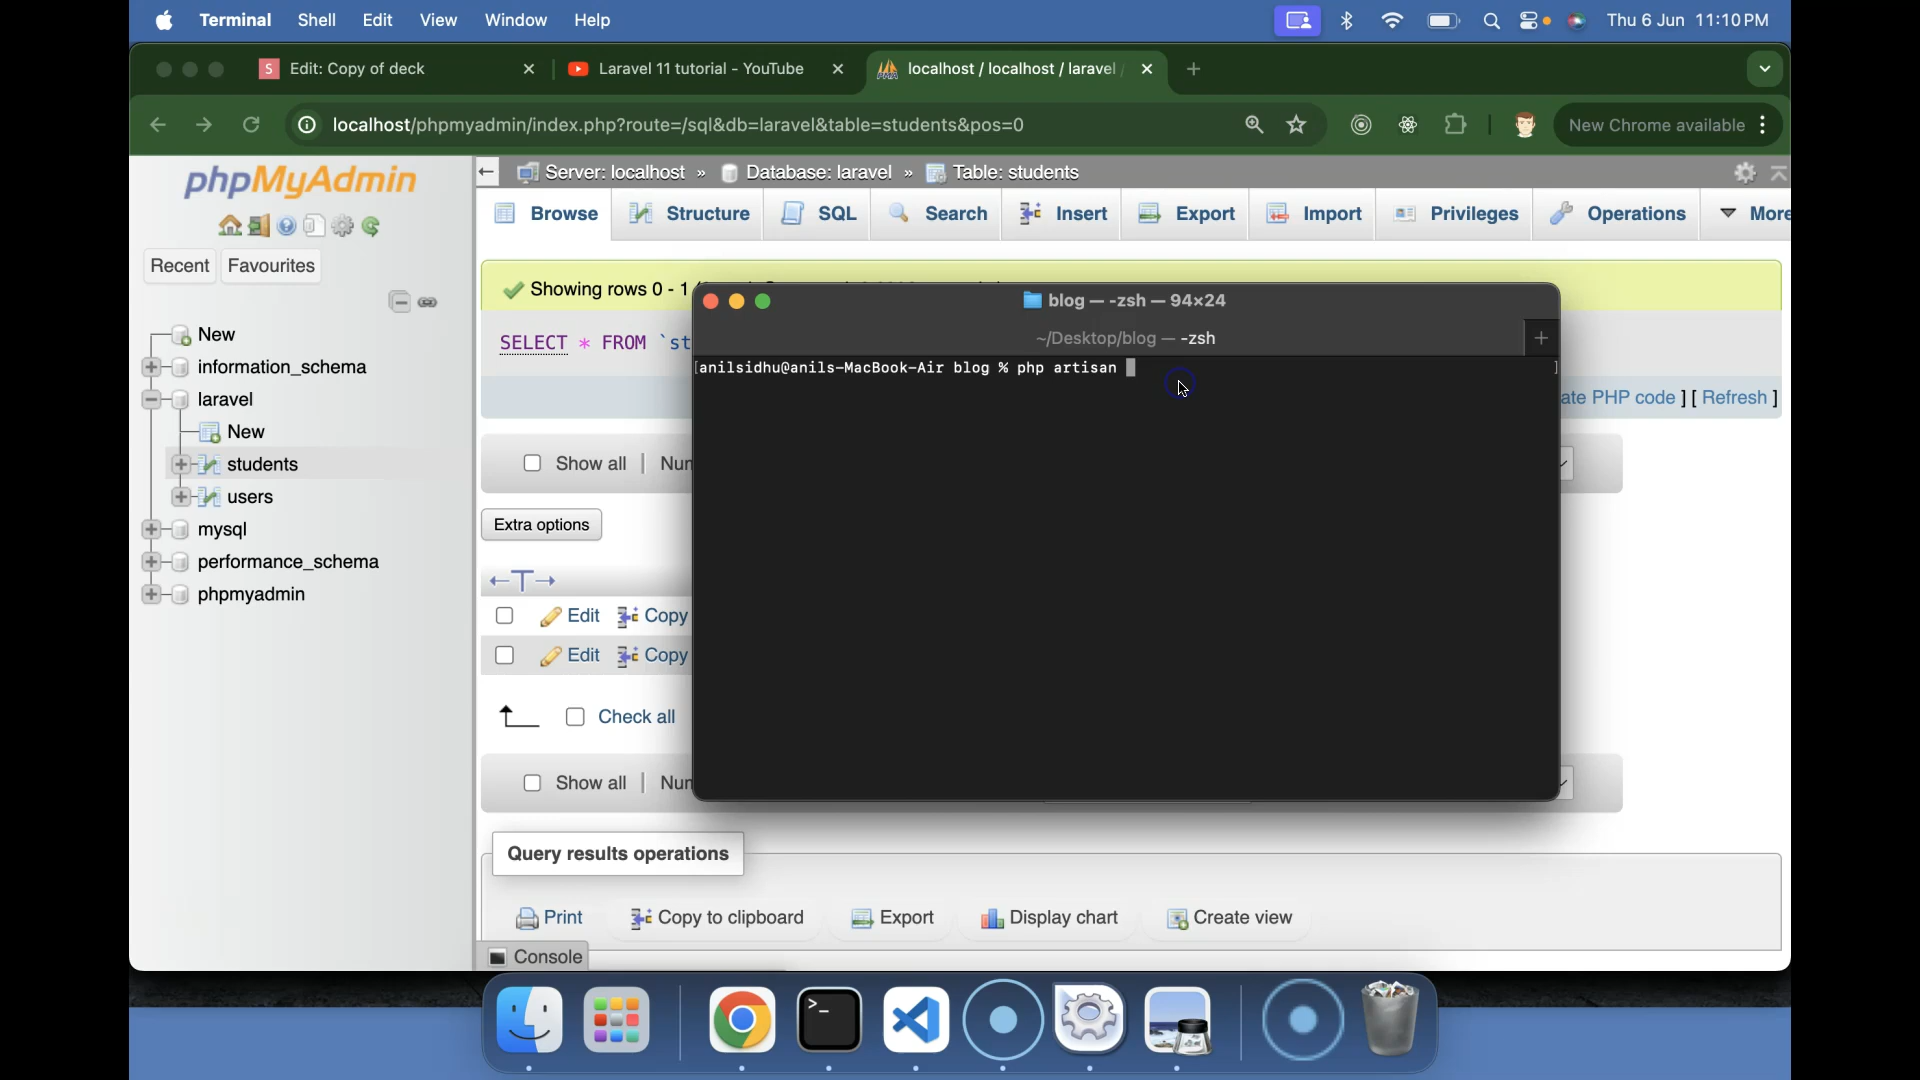 Terminal Shell Edit View Window Help Thu 6 Jun 11:10 PM
S Edit: Copy of deck Laravel 11 tutorial - YouTube localhost / localhost / laravel /
localhost/phpmyadmin/index.php?route=/sql&db=laravel&table=students&pos=0 New Chrome available
phpMyAdmin
Server: localhost » Database: laravel » Table: students
Browse Structure SQL Search Insert Export Import Privileges Operations More
Recent Favourites
Showing rows 0 - 1
New
information_schema
laravel
New
students
users
mysql
performance_schema
phpmyadmin
blog — -zsh — 94×24
~/Desktop/blog — -zsh
SELECT * FROM `st
[anilsidhu@anils-MacBook-Air blog % php artisan ]
ate PHP code ] [ Refresh ]
Show all Num
Extra options
Edit Copy
Edit Copy
Check all
Show all Num
Query results operations
Print Copy to clipboard Export Display chart Create view
Console